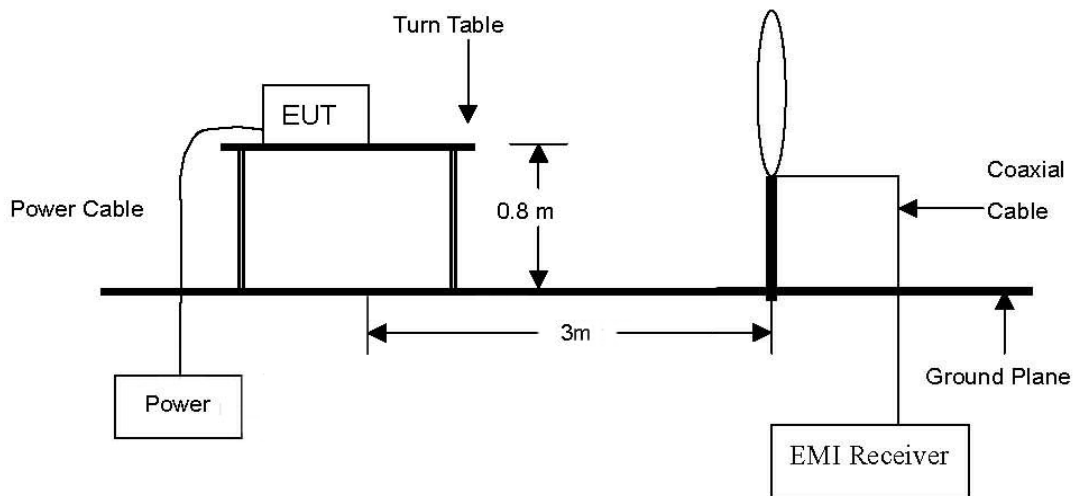 Turn Table
EUT
Power Cable
0.8 m
Coaxial
Cable
3m
Ground Plane
Power
EMI Receiver